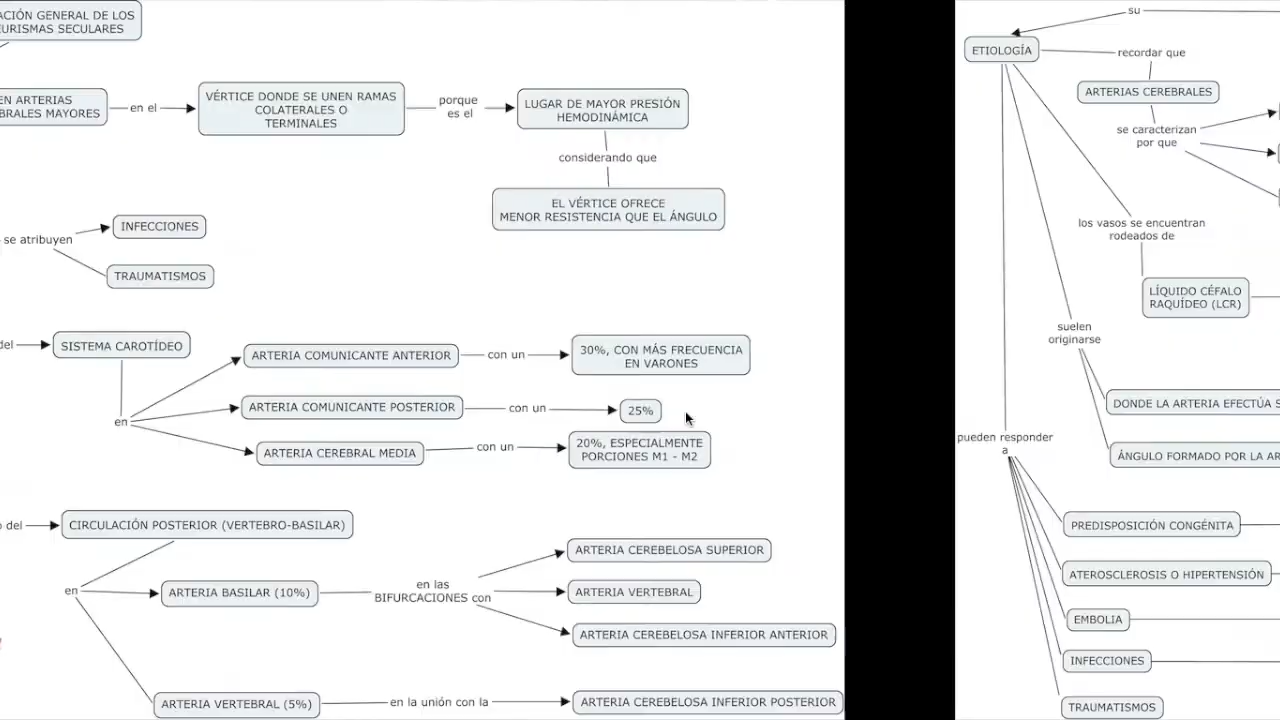 ACIÓN GENERAL DE LOS
URISMAS SECULARES
EN ARTERIAS
BRALES MAYORES
en el
VÉRTICE DONDE SE UNEN RAMAS
COLATERALES O
TERMINALES
porque
es el
LUGAR DE MAYOR PRESIÓN
HEMODINÁMICA
considerando que
EL VÉRTICE OFRECE
MENOR RESISTENCIA QUE EL ÁNGULO
se atribuyen
INFECCIONES
TRAUMATISMOS
del
SISTEMA CAROTÍDEO
en
ARTERIA COMUNICANTE ANTERIOR
con un
30%, CON MÁS FRECUENCIA
EN VARONES
ARTERIA COMUNICANTE POSTERIOR
con un
25%
ARTERIA CEREBRAL MEDIA
con un
20%, ESPECIALMENTE
PORCIONES M1 - M2
o del
CIRCULACIÓN POSTERIOR (VERTEBRO-BASILAR)
en
ARTERIA BASILAR (10%)
en las
BIFURCACIONES con
ARTERIA CEREBELOSA SUPERIOR
ARTERIA VERTEBRAL
ARTERIA CEREBELOSA INFERIOR ANTERIOR
ARTERIA VERTEBRAL (5%)
en la unión con la
ARTERIA CEREBELOSA INFERIOR POSTERIOR
su
ETIOLOGÍA
recordar que
ARTERIAS CEREBRALES
se caracterizan
por que
los vasos se encuentran
rodeados de
LÍQUIDO CÉFALO
RAQUÍDEO (LCR)
suelen
originarse
DONDE LA ARTERIA EFECTÚA S
ÁNGULO FORMADO POR LA AR
pueden responder
a
PREDISPOSICIÓN CONGÉNITA
ATEROSCLEROSIS O HIPERTENSIÓN
EMBOLIA
INFECCIONES
TRAUMATISMOS